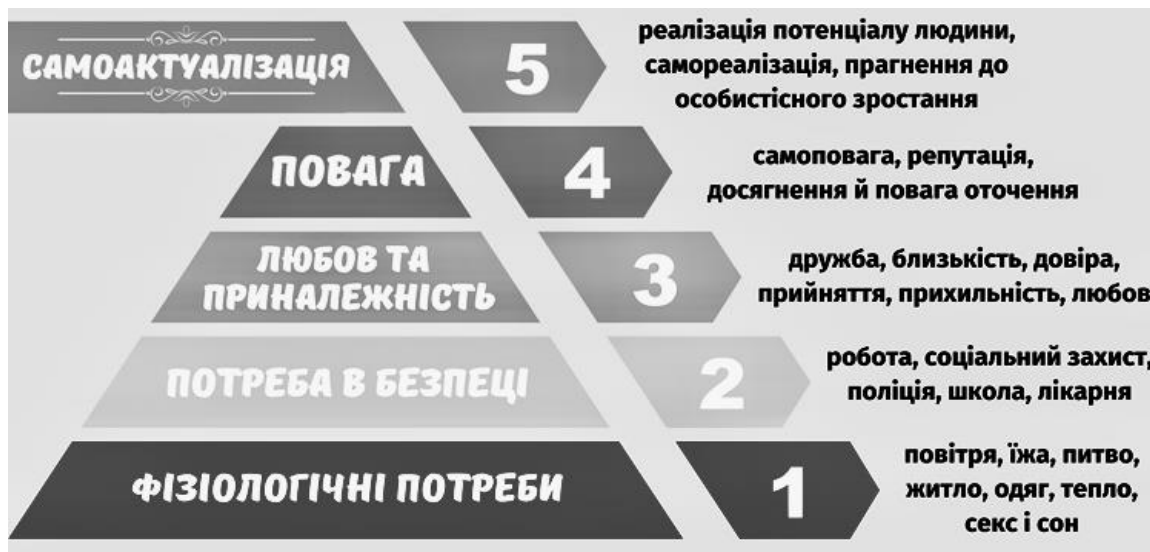 САМОАКТУАЛІЗАЦІЯ
5
реалізація потенціалу людини,
самореалізація, прагнення до
особистісного зростання
ПОВАГА
4
самоповага, репутація,
досягнення й повага оточення
ЛЮБОВ ТА
ПРИНАЛЕЖНІСТЬ
3
дружба, близькість, довіра,
прийняття, прихильність, любов
ПОТРЕБА В БЕЗПЕЦІ
2
робота, соціальний захист,
поліція, школа, лікарня
ФІЗІОЛОГІЧНІ ПОТРЕБИ
1
повітря, їжа, питво,
житло, одяг, тепло,
секс і сон